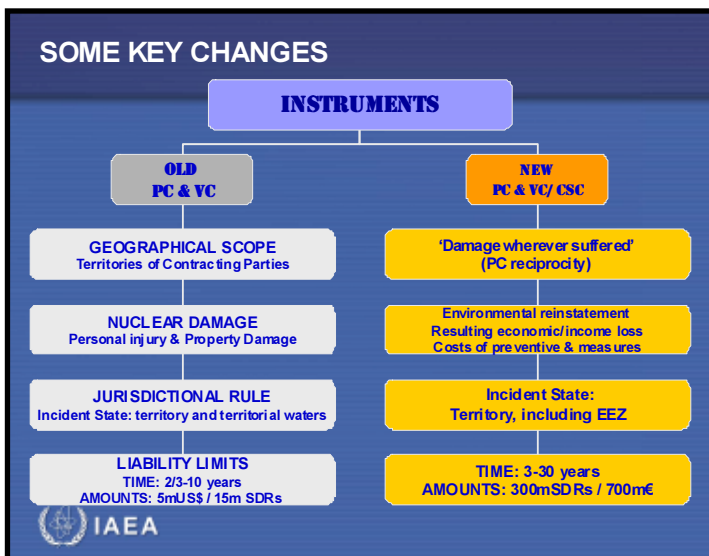 SOME KEY CHANGES
INSTRUMENTS
OLD
PC & VC
NEW
PC & VC/ CSC
GEOGRAPHICAL SCOPE
Territories of Contracting Parties
‘Damage wherever suffered’
(PC reciprocity)
NUCLEAR DAMAGE
Personal injury & Property Damage
Environmental reinstatement
Resulting economic/income loss
Costs of preventive & measures
JURISDICTIONAL RULE
Incident State: territory and territorial waters
Incident State:
Territory, including EEZ
LIABILITY LIMITS
TIME: 2/3-10 years
AMOUNTS: 5mUS$ / 15m SDRs
TIME: 3-30 years
AMOUNTS: 300mSDRs / 700m€
IAEA